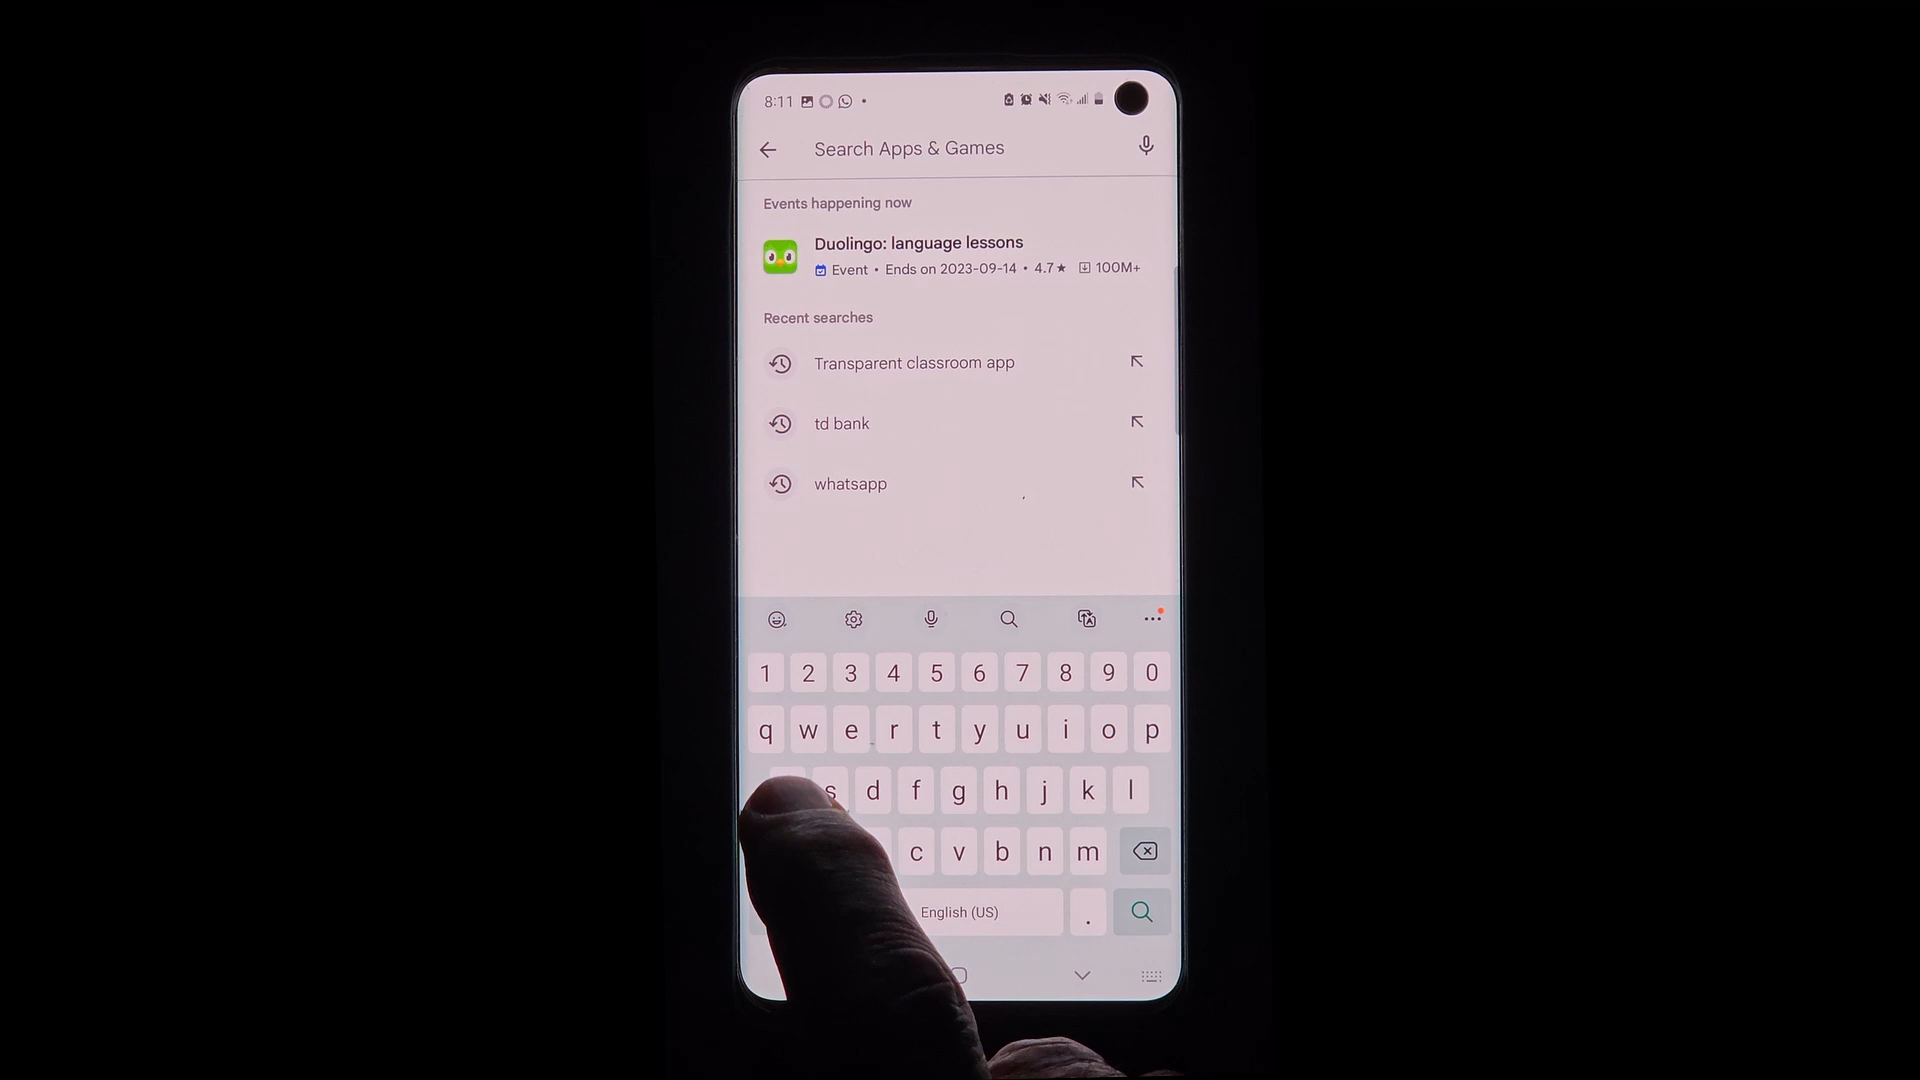 8:11
Search Apps & Games
Events happening now
Duolingo: language lessons
Event • Ends on 2023-09-14 • 4.7★ 100M+
Recent searches
Transparent classroom app
td bank
whatsapp
1 2 3 4 5 6 7 8 9 0
q w e r t y u i o p
s d f g h j k l
c v b n m
English (US) .